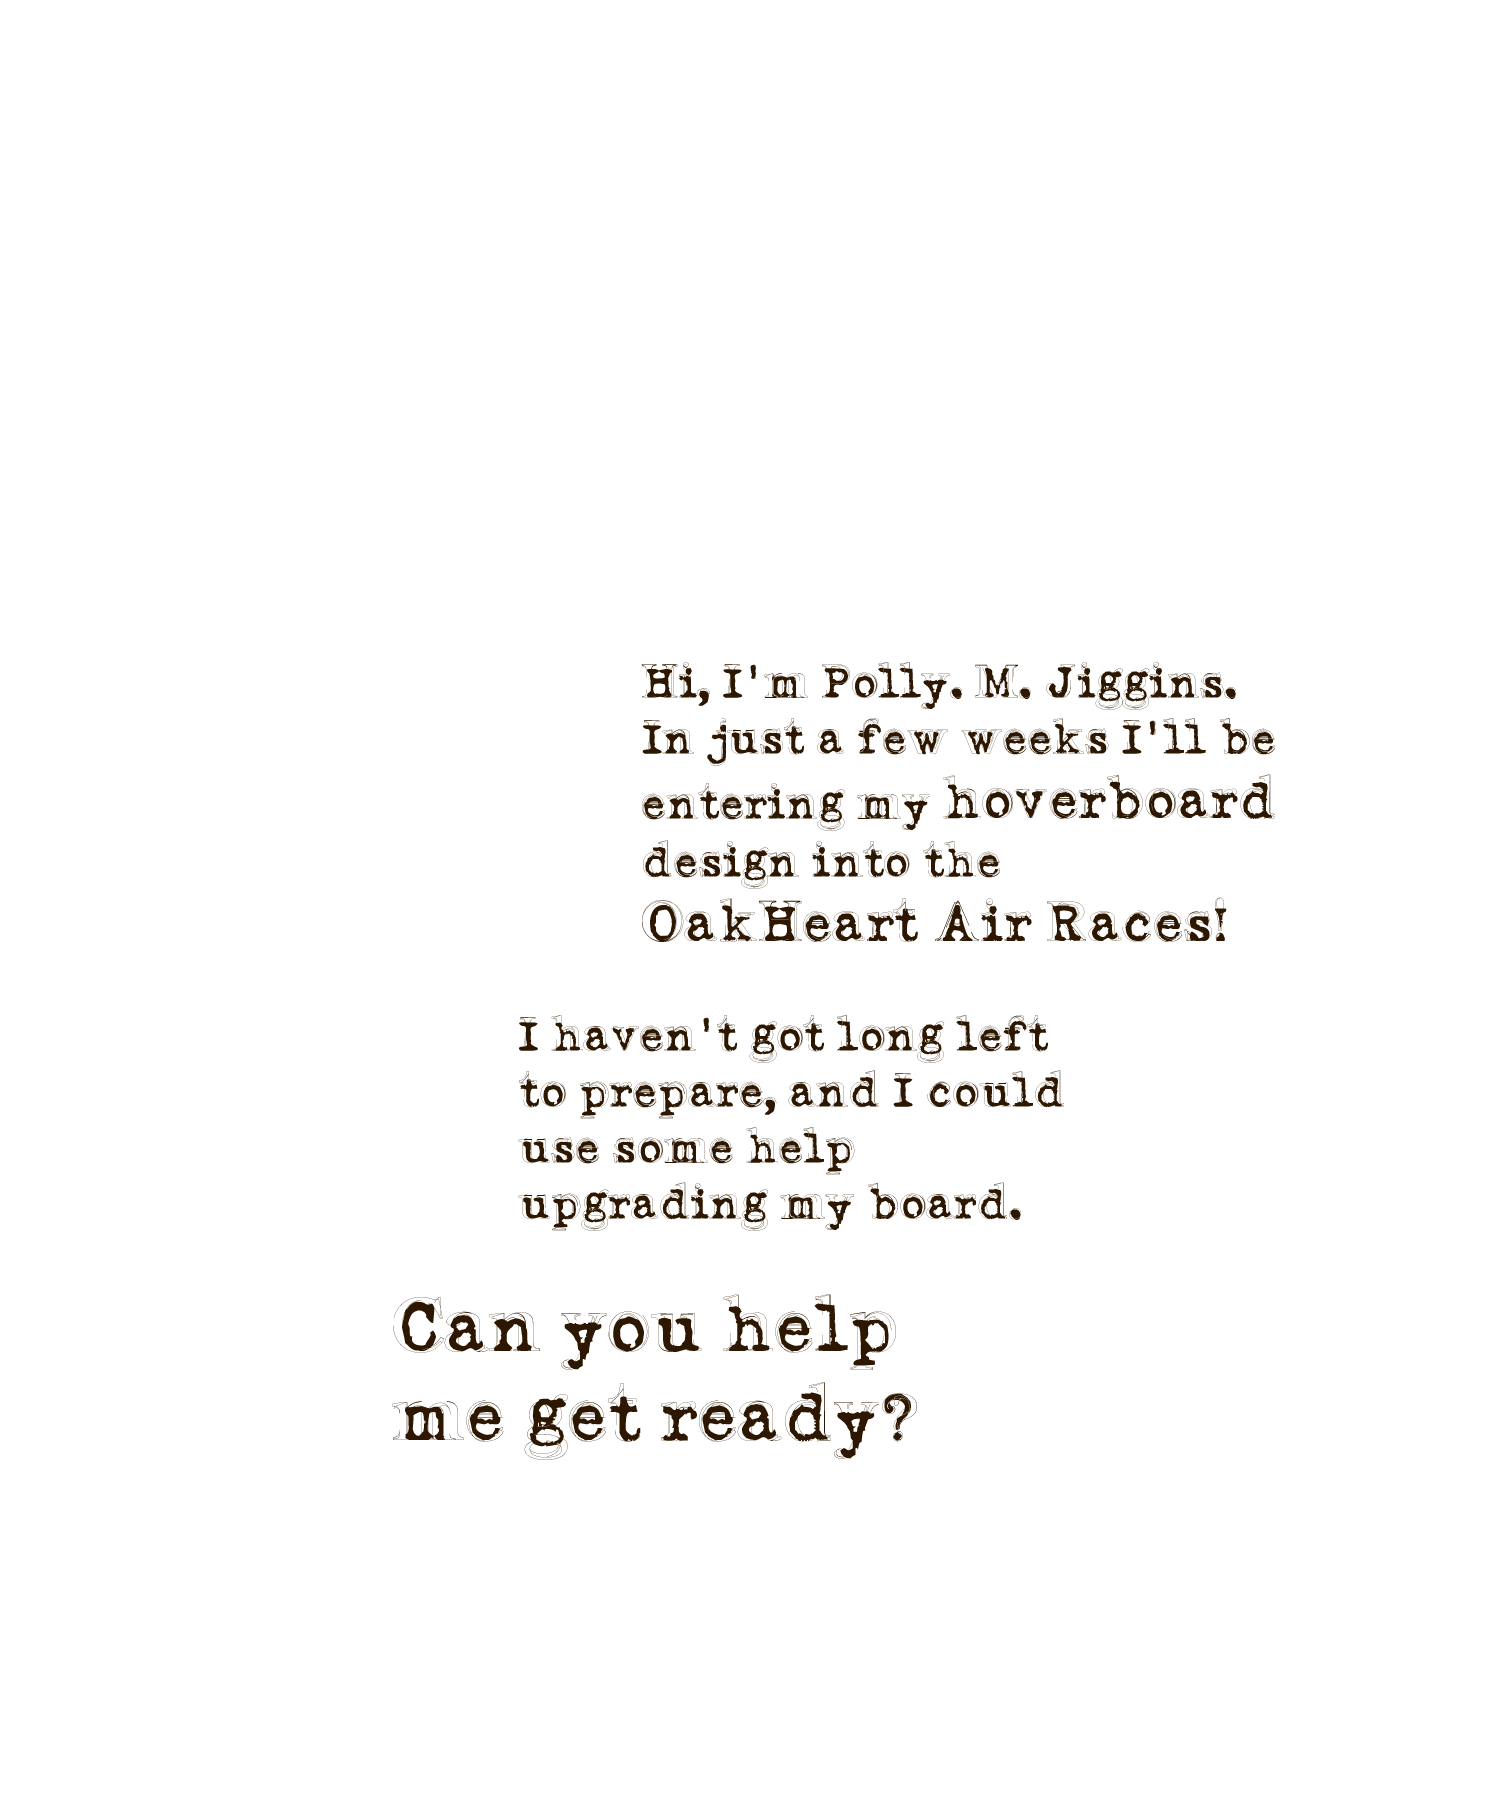 Hi, I'm Polly. M. Jiggins.
In just a few weeks I'll be
entering my hoverboard
design into the
OakHeart Air Races!
I haven't got long left
to prepare, and I could
use some help
upgrading my board.
Can you help
me get ready?